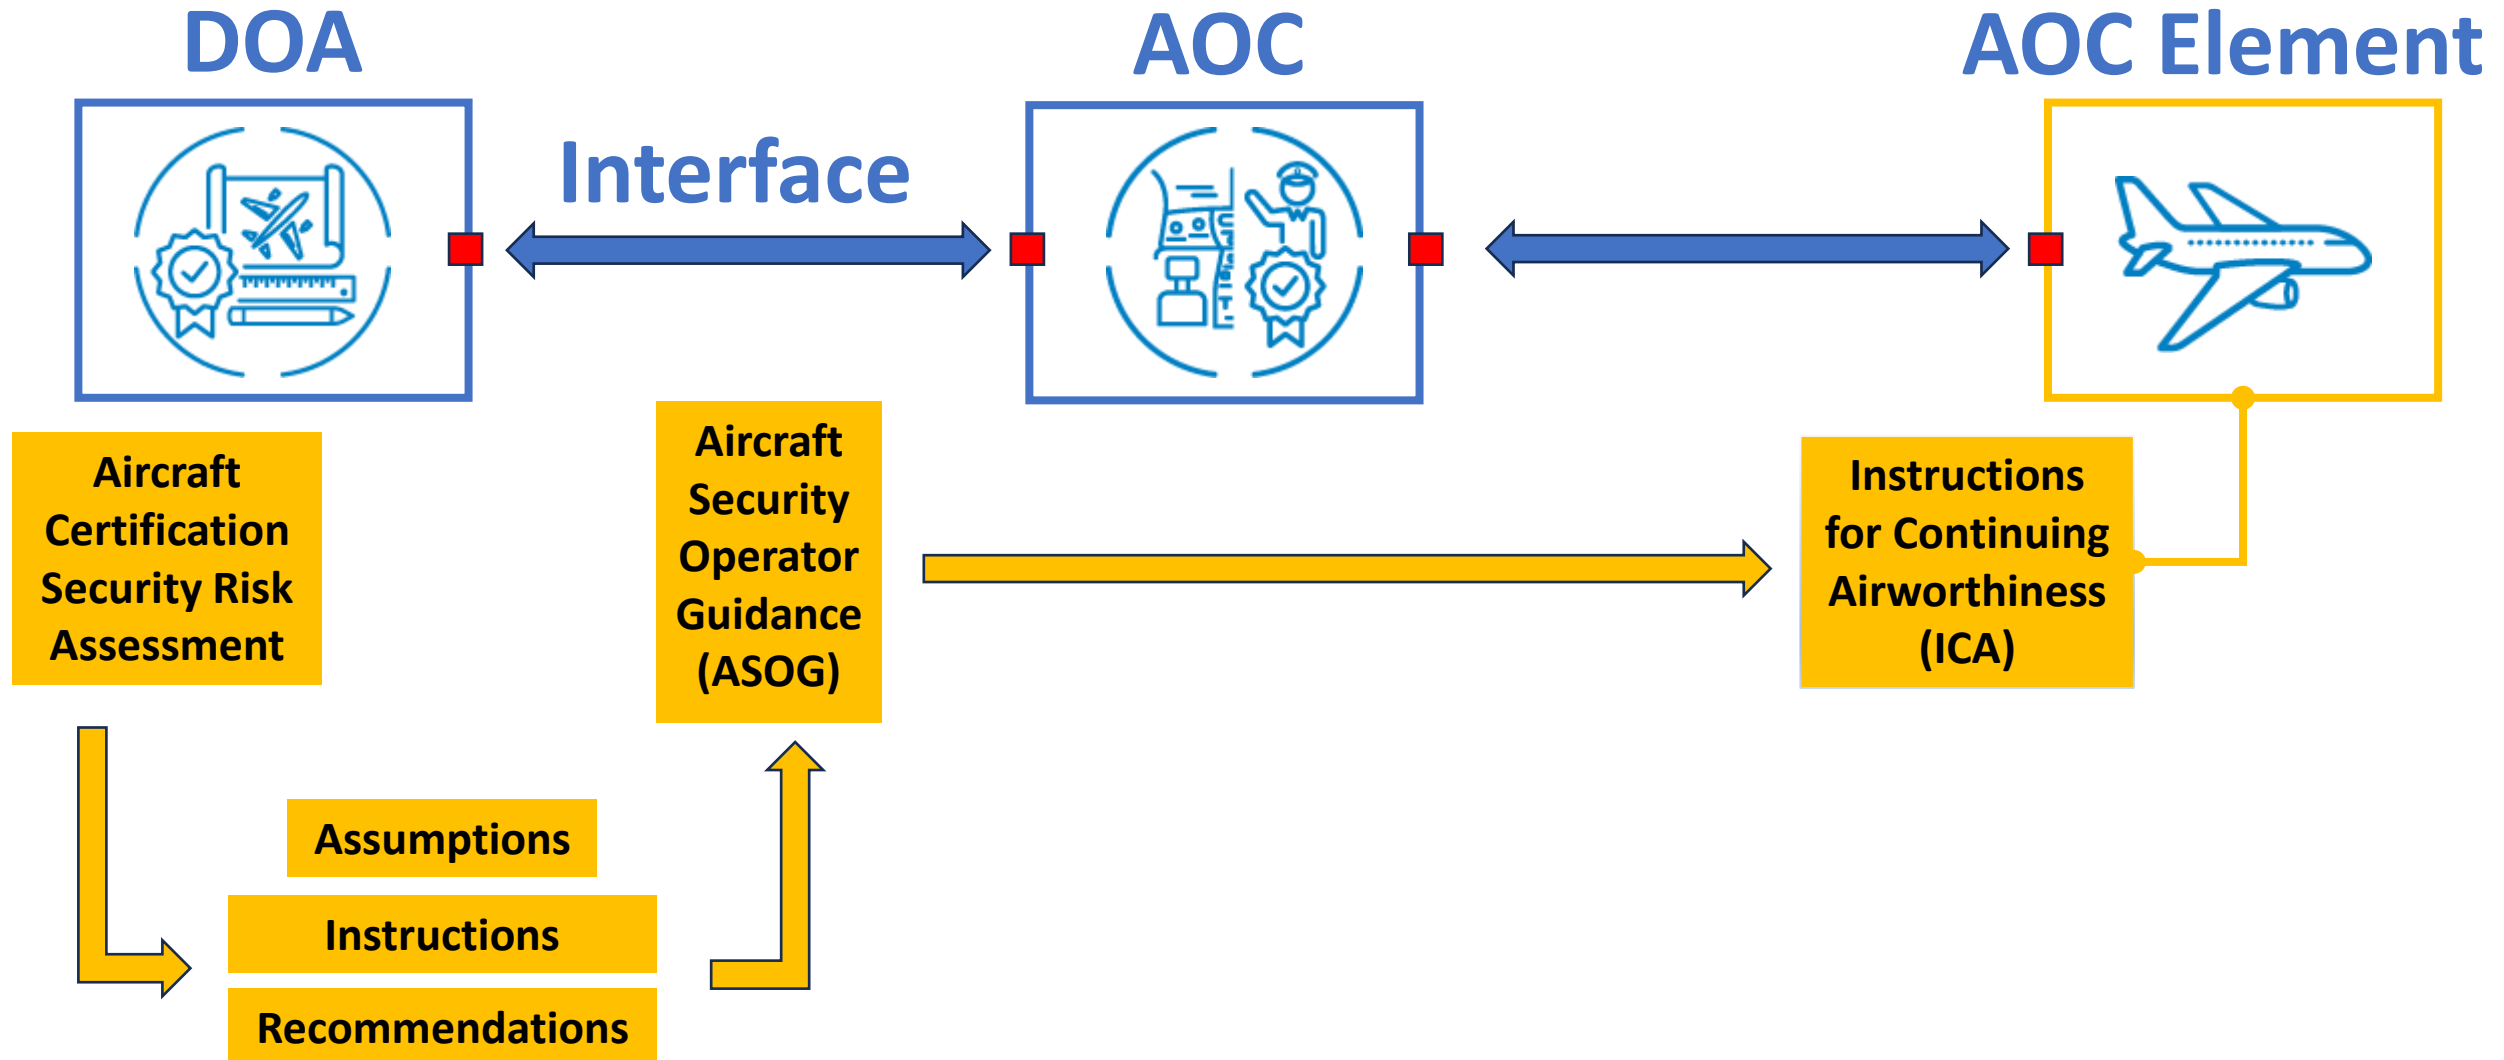 DOA
AOC
AOC Element
Interface
Aircraft
Certification
Security Risk
Assessment
Aircraft
Security
Operator
Guidance
(ASOG)
Instructions
for Continuing
Airworthiness
(ICA)
Assumptions
Instructions
Recommendations